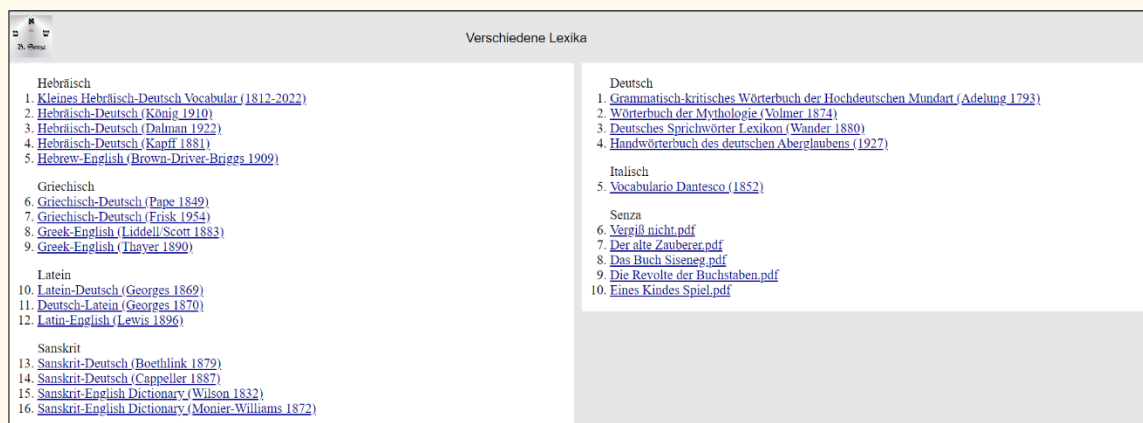 א
מ ש
B. Senza
Verschiedene Lexika
Hebräisch
1. Kleines Hebräisch-Deutsch Vocabular (1812-2022)
2. Hebräisch-Deutsch (König 1910)
3. Hebräisch-Deutsch (Dalman 1922)
4. Hebräisch-Deutsch (Kapff 1881)
5. Hebrew-English (Brown-Driver-Briggs 1909)
Griechisch
6. Griechisch-Deutsch (Pape 1849)
7. Griechisch-Deutsch (Frisk 1954)
8. Greek-English (Liddell/Scott 1883)
9. Greek-English (Thayer 1890)
Latein
10. Latein-Deutsch (Georges 1869)
11. Deutsch-Latein (Georges 1870)
12. Latin-English (Lewis 1896)
Sanskrit
13. Sanskrit-Deutsch (Boethlink 1879)
14. Sanskrit-Deutsch (Cappeller 1887)
15. Sanskrit-English Dictionary (Wilson 1832)
16. Sanskrit-English Dictionary (Monier-Williams 1872)
Deutsch
1. Grammatisch-kritisches Wörterbuch der Hochdeutschen Mundart (Adelung 1793)
2. Wörterbuch der Mythologie (Volmer 1874)
3. Deutsches Sprichwörter Lexikon (Wander 1880)
4. Handwörterbuch des deutschen Aberglaubens (1927)
Italisch
5. Vocabulario Dantesco (1852)
Senza
6. Vergiß nicht.pdf
7. Der alte Zauberer.pdf
8. Das Buch Siseneg.pdf
9. Die Revolte der Buchstaben.pdf
10. Eines Kindes Spiel.pdf